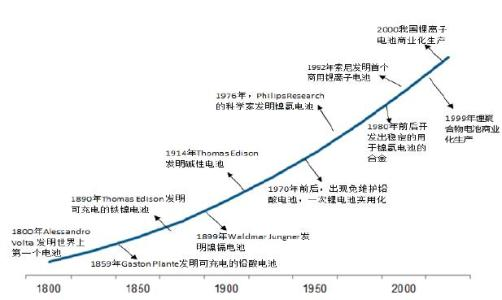 2000我国锂离子
电池商业化生产
1992年索尼发明首个
商用锂离子电池
1976年，PhilipsResearch
的科学家发明镍氢电池
1999年锂聚
合物电池商业
化生产
1980年前后开
发出稳定的用
于镍氢电池的
合金
1914年Thomas Edison
发明碱性电池
1970年前后，出现免维护铅
酸电池，一次锂电池实用化
1890年Thomas Edison 发明
可充电的铁镍电池
1899年Waldmar Jungner发
明镍镉电池
1800年Alessandro
Volta 发明世界上
第一个电池
1859年Gaston Plante发明可充电的铅酸电池
1800 1850 1900 1950 2000